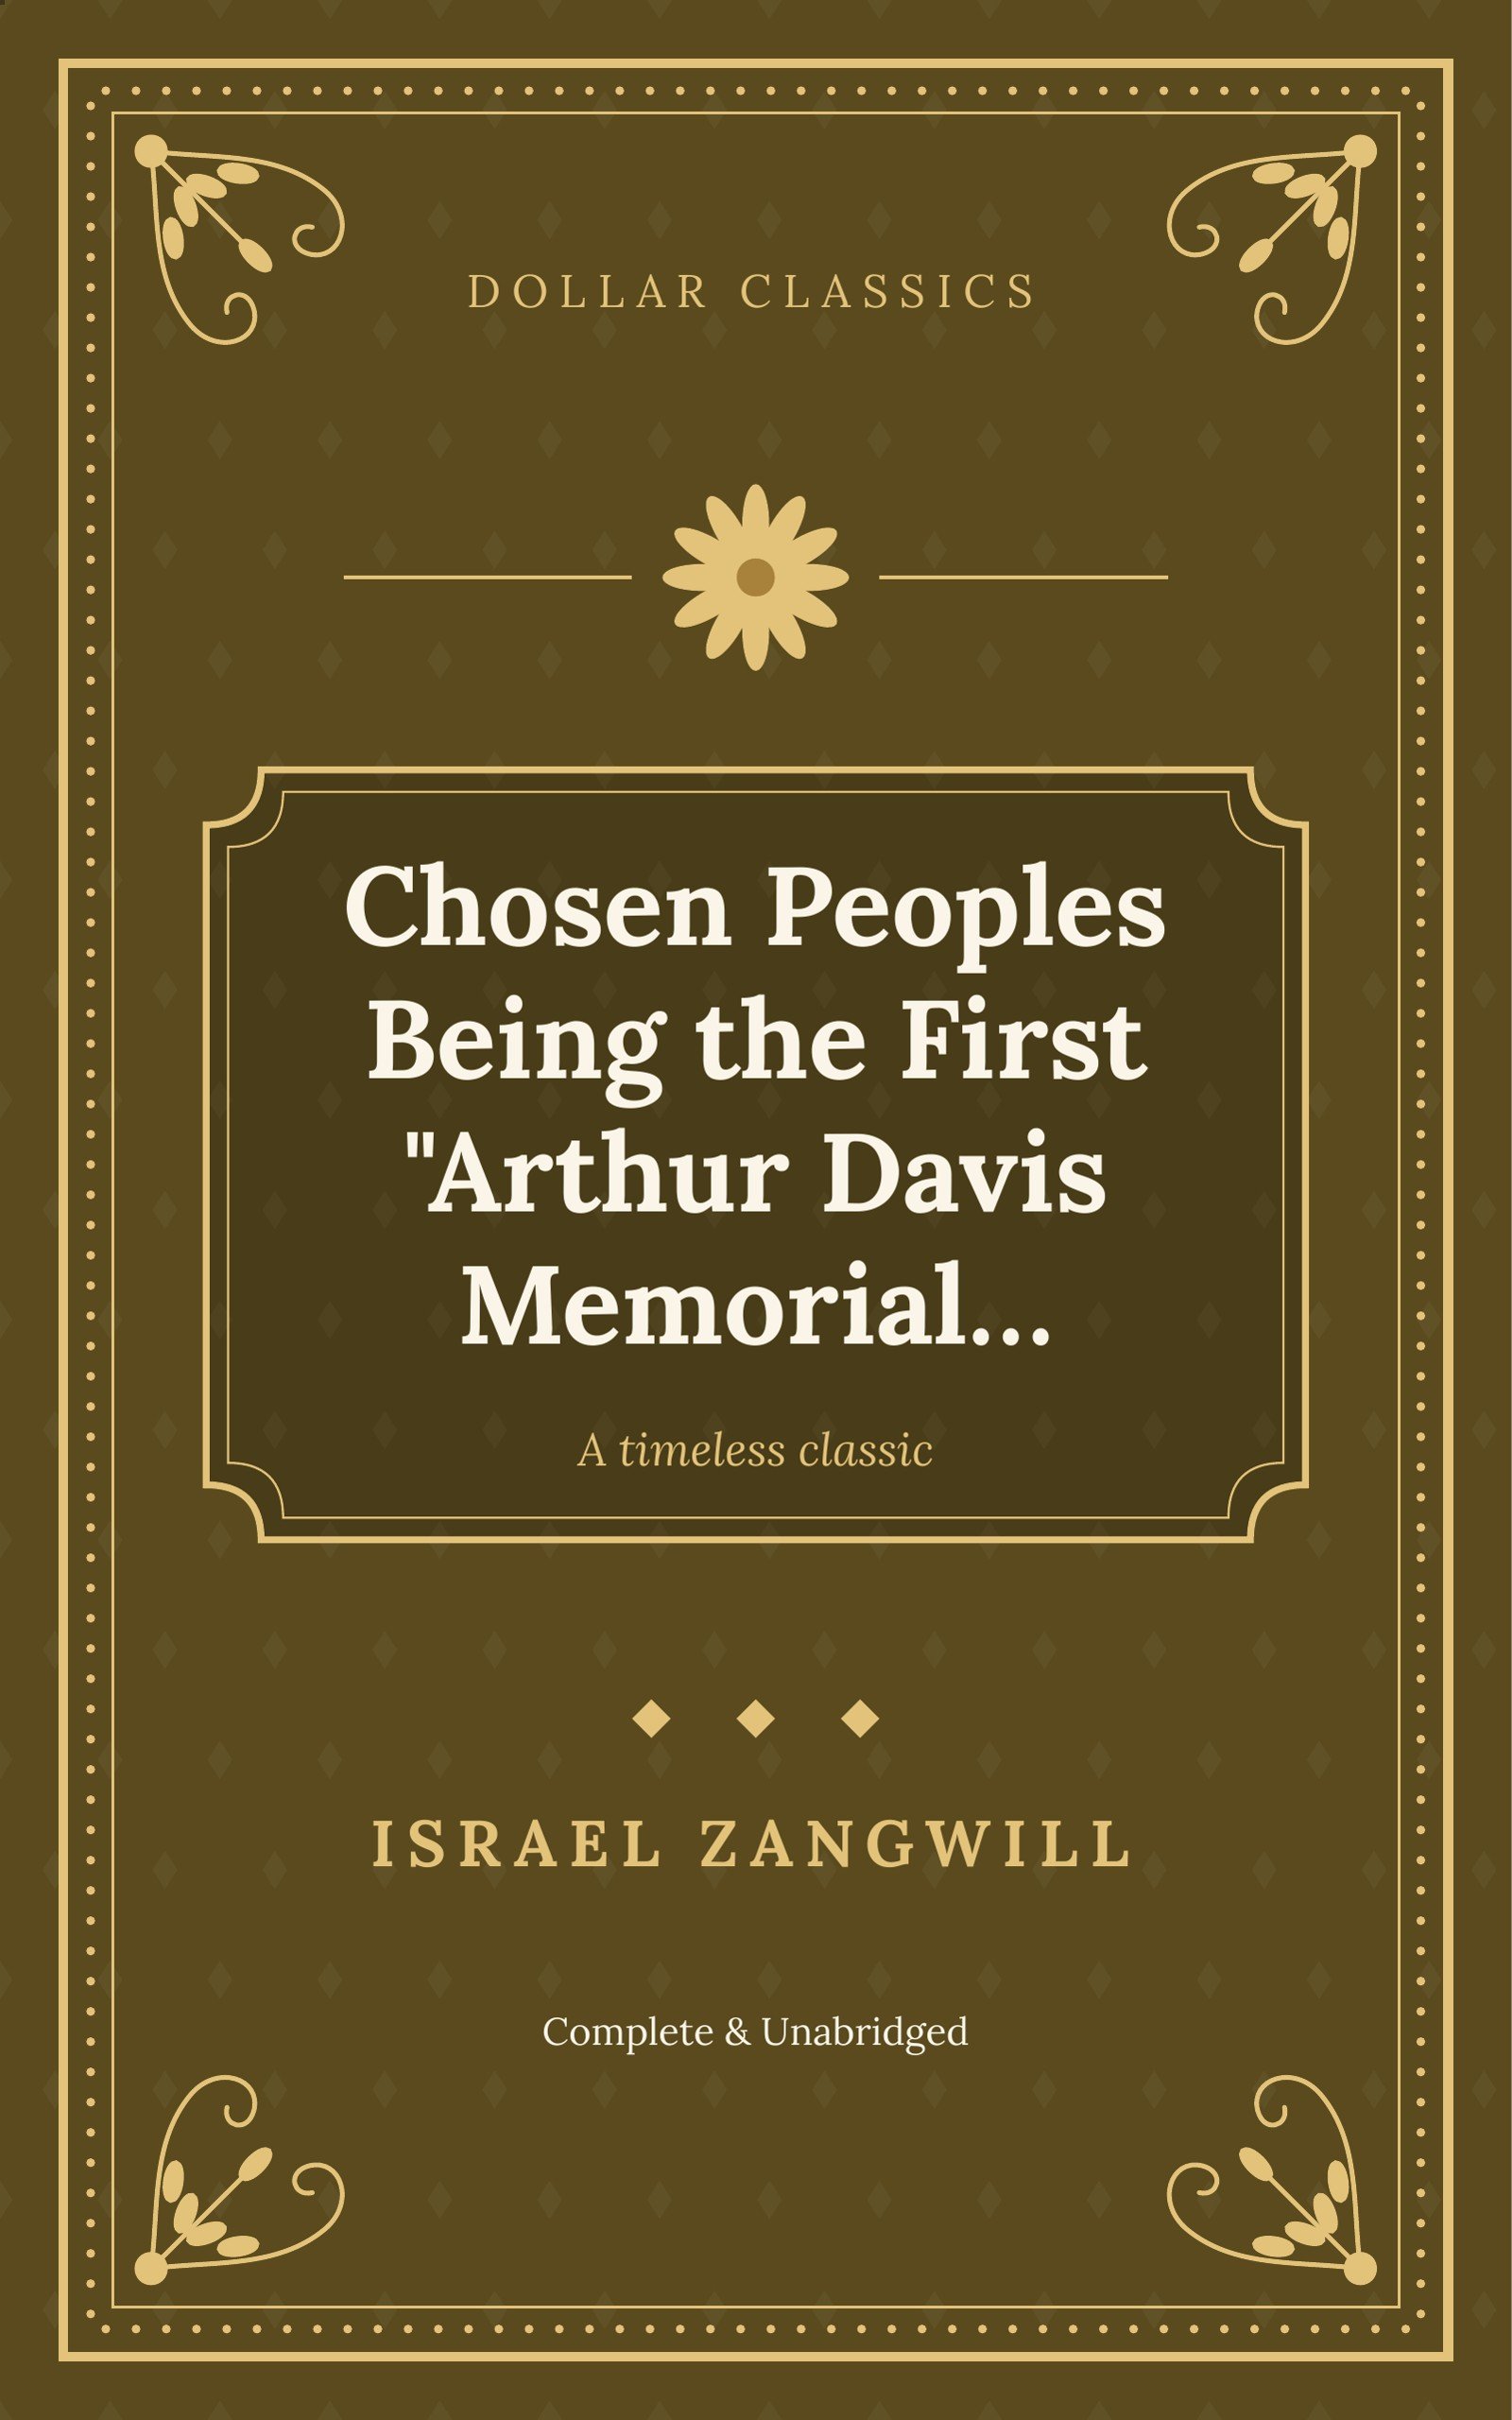 DOLLAR CLASSICS
Chosen Peoples
Being the First
"Arthur Davis
Memorial...
A timeless classic
ISRAEL ZANGWILL
Complete & Unabridged